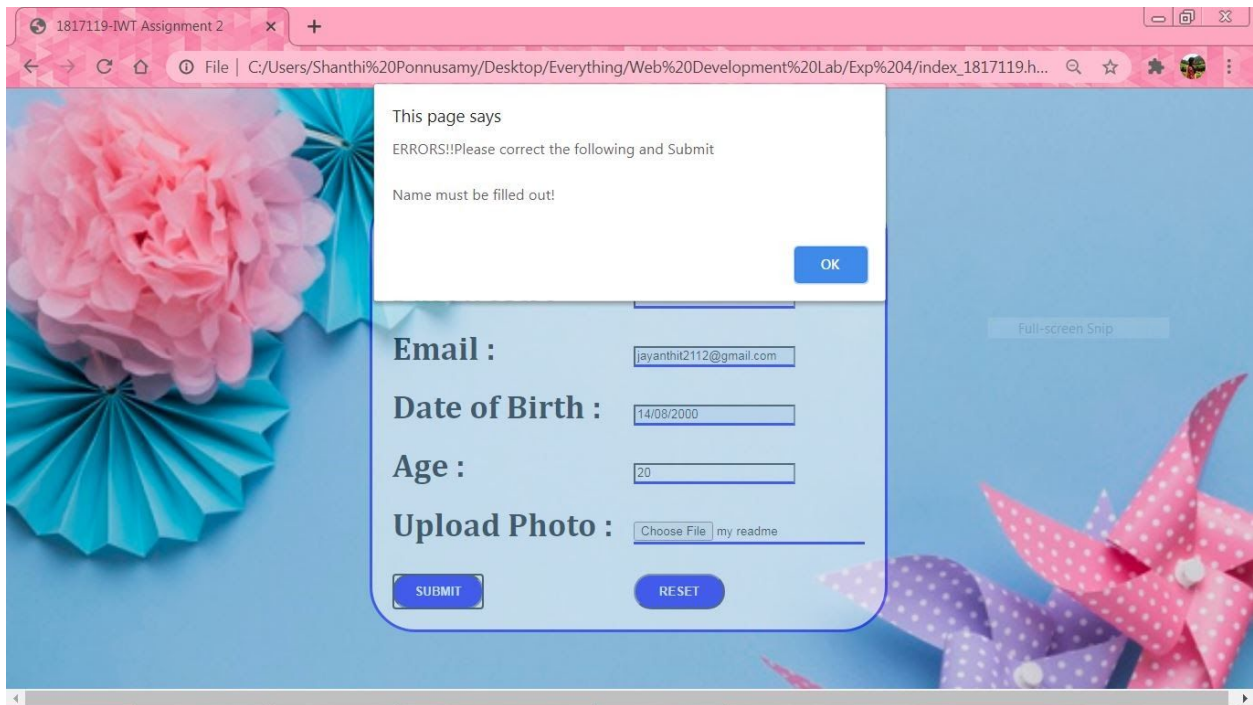 1817119-IWT Assignment 2
File | C:/Users/Shanthi%20Ponnusamy/Desktop/Everything/Web%20Development%20Lab/Exp%204/index_1817119.h...
This page says
ERRORS!!Please correct the following and Submit
Name must be filled out!
OK
Full-screen Snip
Email : jayanthit2112@gmail.com
Date of Birth : 14/08/2000
Age : 20
Upload Photo : Choose File my readme
SUBMIT RESET